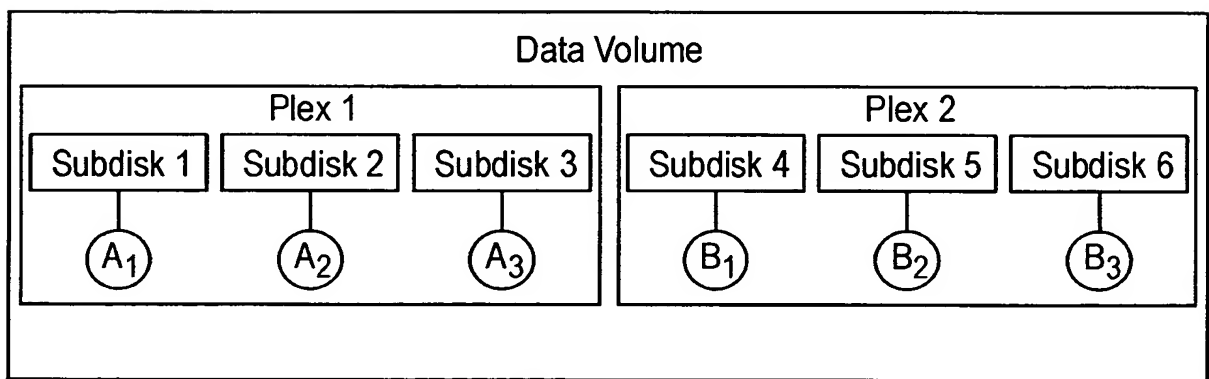 Data Volume
Plex 1 Plex 2
Subdisk 1 Subdisk 2 Subdisk 3 Subdisk 4 Subdisk 5 Subdisk 6
A1 A2 A3 B1 B2 B3